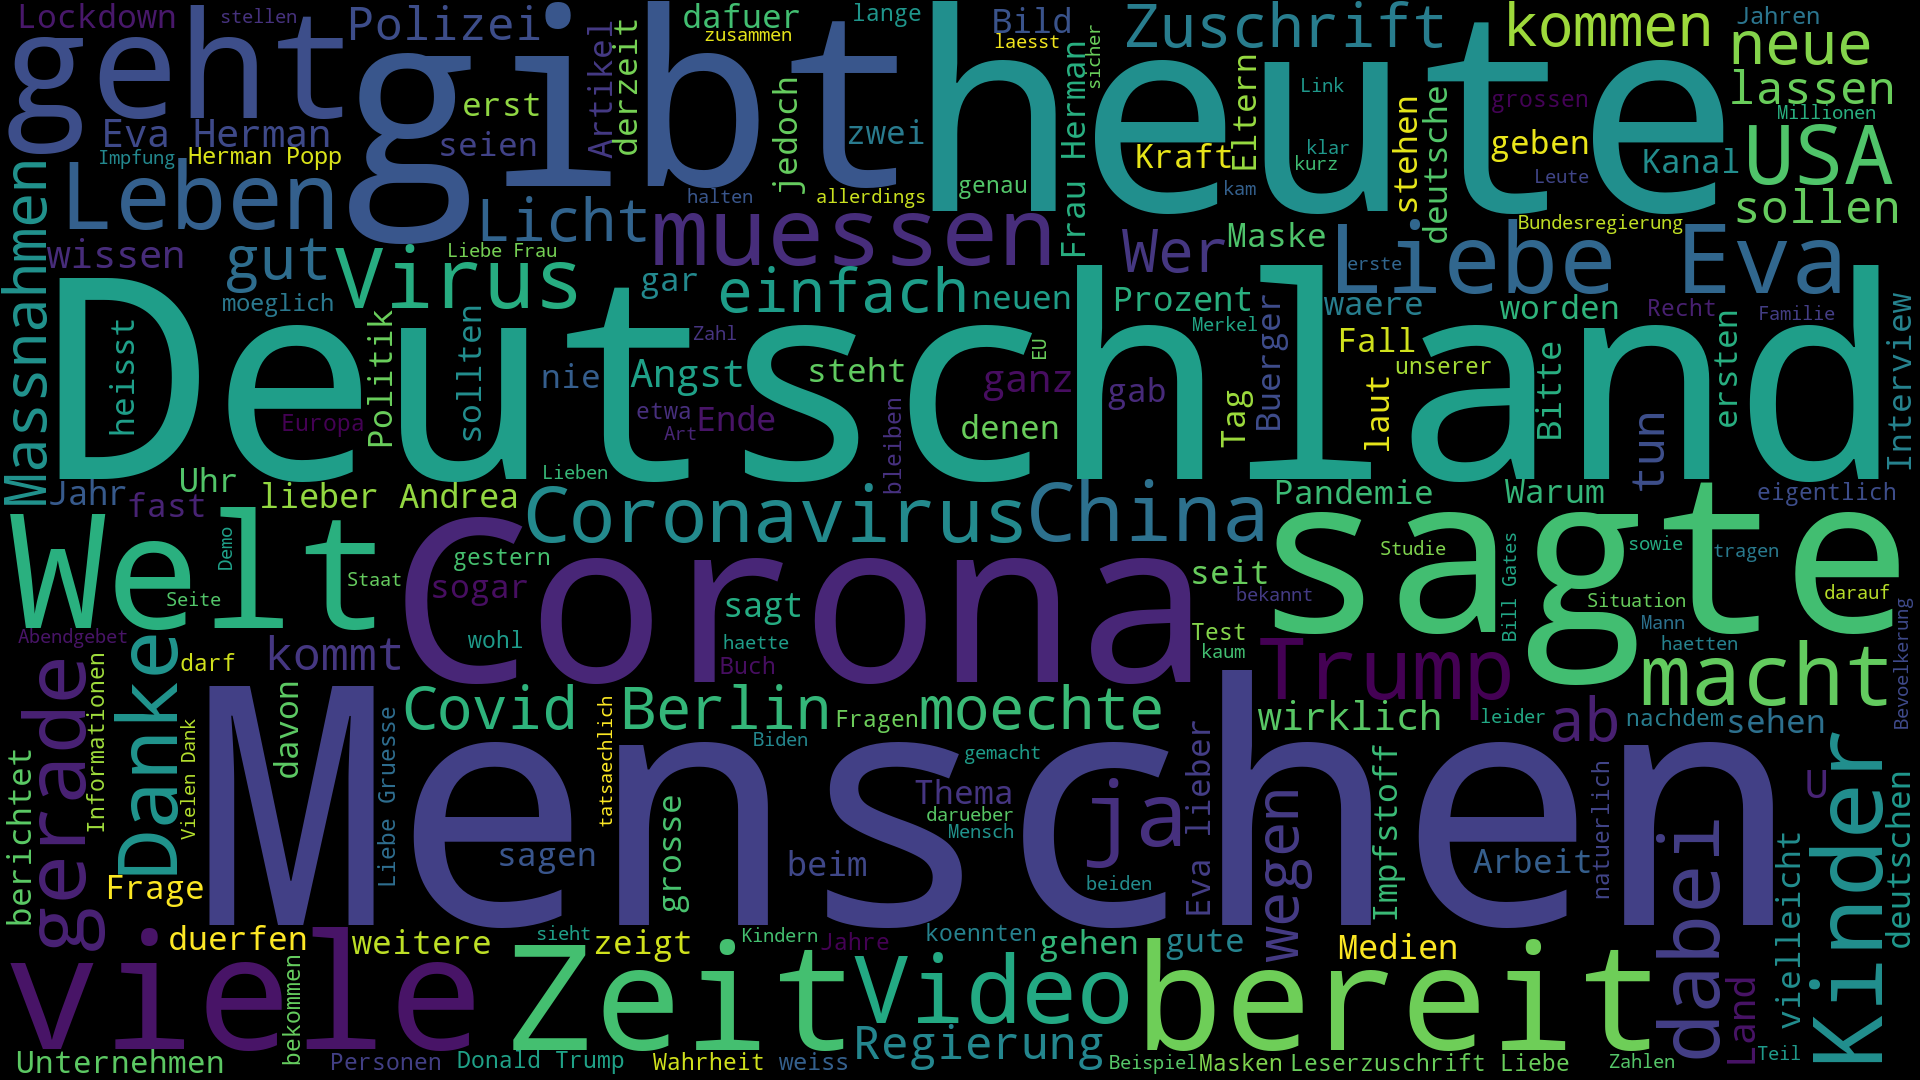 Lockdown
stellen
Polizei
geht
gibt
heute
dafuer
zusammen
lange
Bild
laesst
sicher
Zuschrift
kommen
Jahren
neue
lassen
Millionen
Artikel
derzeit
erst
seien
jedoch
zwei
Frau Herman
Eltern
Link
klar
kurz
stehen
deutsche
grossen
geben
Kanal
USA
sollen
Eva Herman
Impfung
Herman Popp
Kraft
Leute
kam
genau
allerdings
halten
Bundesregierung
Massnahmen
Leben
Licht
muessen
Wer
Maske
Liebe Eva
erste
wissen
gut
Liebe Frau
Virus
gar
einfach
neuen
Prozent
waere
worden
Recht
Familie
moeglich
Merkel
Zahl
EU
Deutschland
heisst
Politik
sollten
nie
Angst
steht
ganz
gab
Tag
Buerger
Fall
unserer
laut
Bitte
ersten
Interview
etwa
Art
Ende
Europa
bleiben
denen
tun
Uhr
Lieben
Jahr
fast
lieber Andrea
Coronavirus
China
Pandemie
Warum
eigentlich
Welt
Demo
Staat
Seite
gestern
sogar
Corona
seit
bekannt
sagte
Studie
Bill Gates
sowie
tragen
Situation
darauf
Mann
haetten
Bevoelkerung
Abendgebet
sagt
wohl
haette
Buch
Test
kaum
Trump
macht
gerade
Informationen
Danke
darf
kommt
Vielen Dank
davon
Liebe Gruesse
Covid
tatsaechlich
Berlin
Fragen
moechte
Biden
gemacht
wirklich
leider
ab
nachdem
sehen
Menschen
berichtet
Thema
darueber
Mensch
ja
Eva lieber
wegen
Impfstoff
Arbeit
natuerlich
dabei
U
vielleicht
Kinder
deutschen
Frage
sagen
grosse
beim
beiden
viele
duerfen
weitere
sieht
zeigt
Kindern
Jahre
koennten
gehen
gute
Medien
bekommen
Zeit
Video
bereit
Land
Teil
Regierung
Unternehmen
Personen
Donald Trump
Wahrheit
weiss
Beispiel
Masken
Leserzuschrift
Liebe
Zahlen